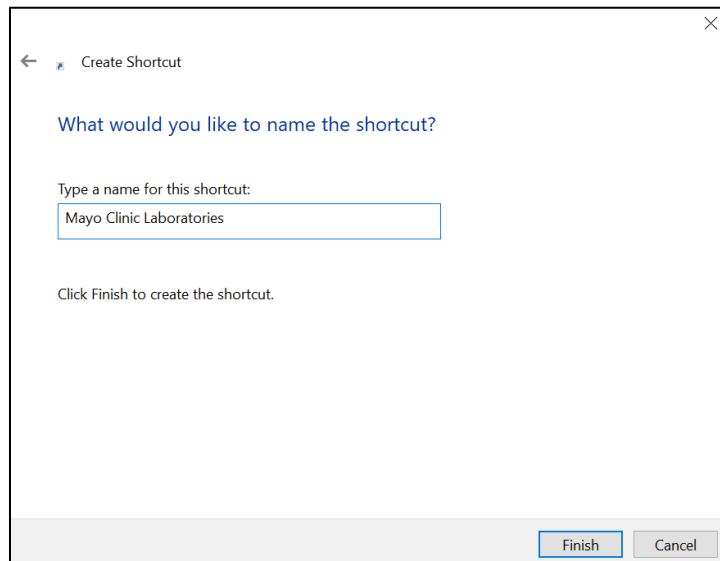 Create Shortcut
What would you like to name the shortcut?
Type a name for this shortcut:
Mayo Clinic Laboratories
Click Finish to create the shortcut.
Finish Cancel